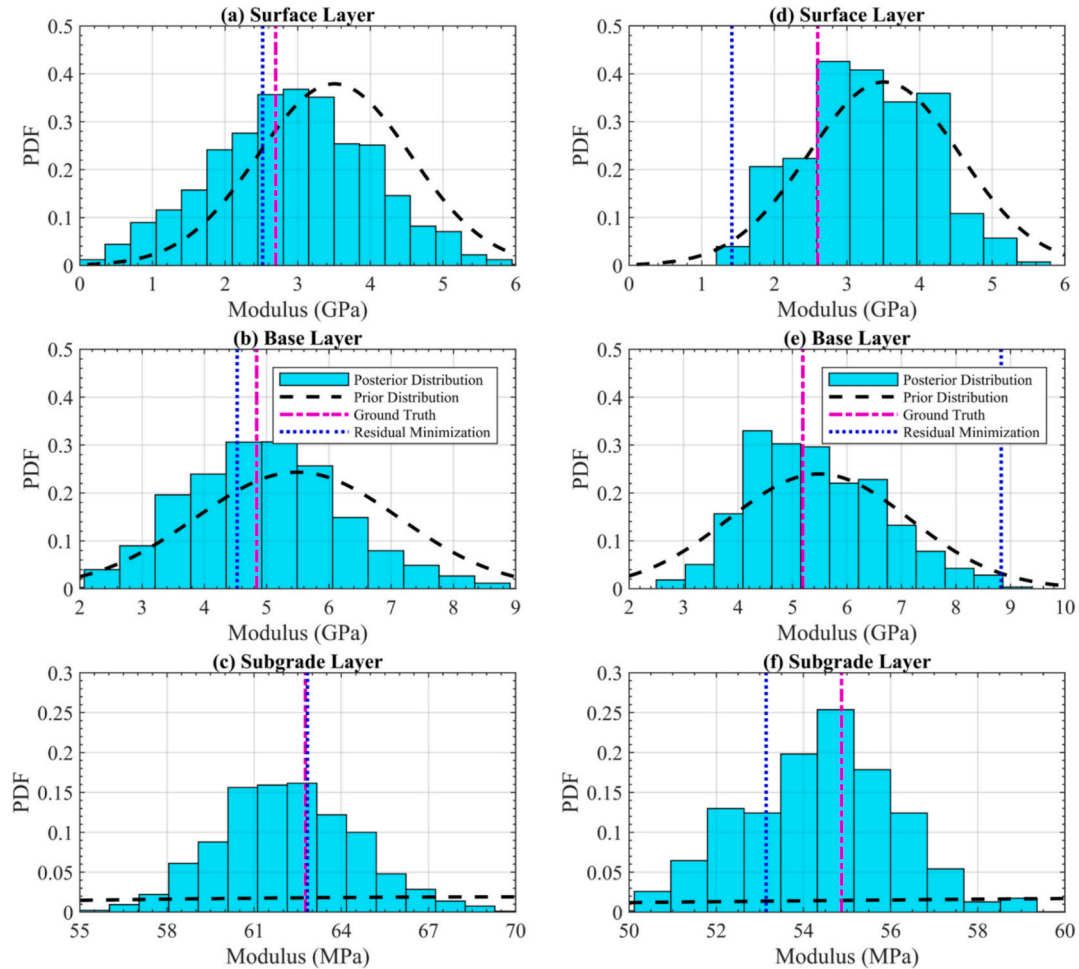 (a) Surface Layer
0.5
0.4
0.3
0.2
0.1
0
PDF
0 1 2 3 4 5 6
Modulus (GPa)
(d) Surface Layer
0.5
0.4
0.3
0.2
0.1
0
PDF
0 1 2 3 4 5 6
Modulus (GPa)
(b) Base Layer
0.5
0.4
0.3
0.2
0.1
0
PDF
Posterior Distribution
Prior Distribution
Ground Truth
Residual Minimization
2 3 4 5 6 7 8 9
Modulus (GPa)
(e) Base Layer
0.5
0.4
0.3
0.2
0.1
0
PDF
Posterior Distribution
Prior Distribution
Ground Truth
Residual Minimization
2 3 4 5 6 7 8 9 10
Modulus (GPa)
(c) Subgrade Layer
0.3
0.25
0.2
0.15
0.1
0.05
0
PDF
55 58 61 64 67 70
Modulus (MPa)
(f) Subgrade Layer
0.3
0.25
0.2
0.15
0.1
0.05
0
PDF
50 52 54 56 58 60
Modulus (MPa)